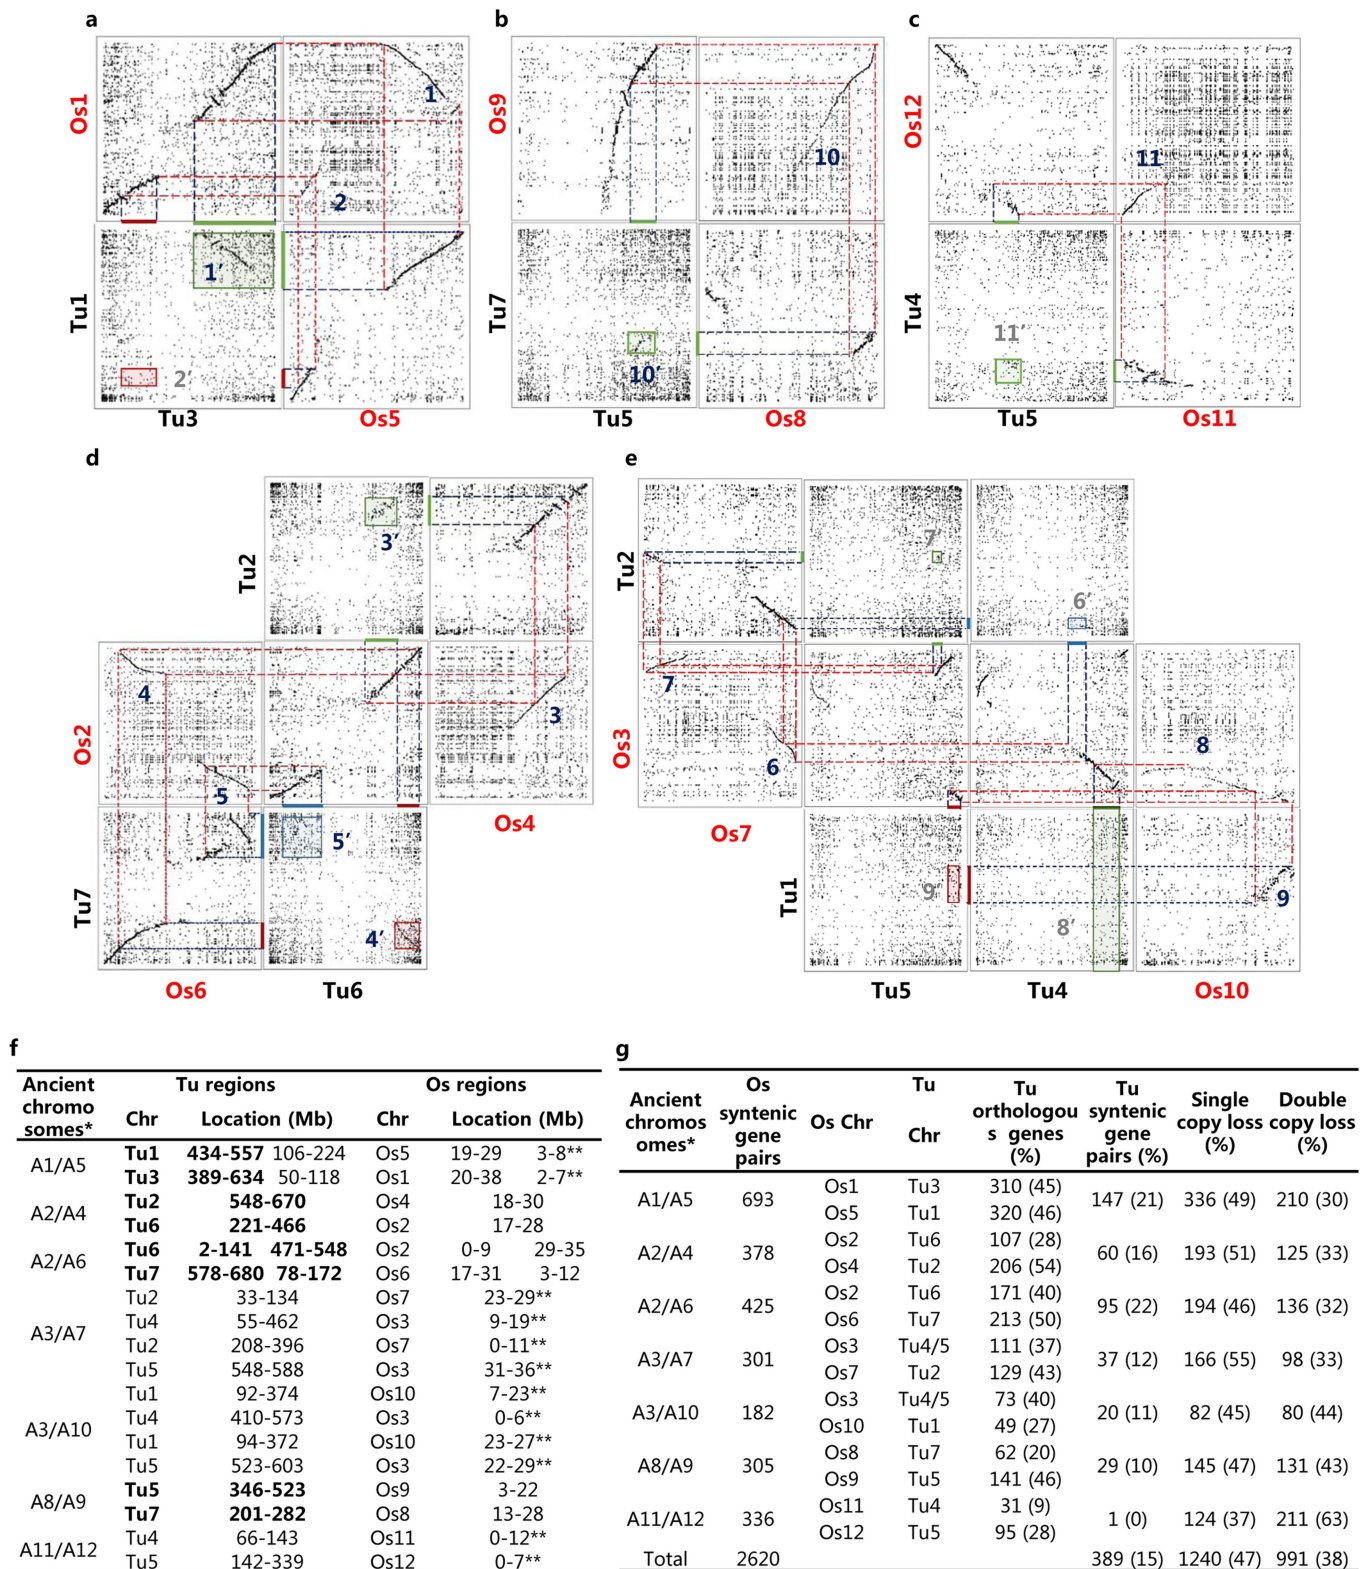 a
b
c
Os1
1
2
Tu1
1′
2′
Tu3
Os5
Os9
10
Tu7
10′
Tu5
Os8
Os12
11
Tu4
11′
Tu5
Os11
d
e
Tu2
3′
Os2
4
3
5
Os4
Tu7
5′
4′
Os6
Tu6
Tu2
7′
6′
Os3
7
6
8
Os7
Tu1
9′
8′
9
Tu5
Tu4
Os10
f
Ancient chromo somes* Tu regions Os regions
Chr Location (Mb) Chr Location (Mb)
A1/A5 Tu1 434-557 106-224 Os5 19-29 3-8**
Tu3 389-634 50-118 Os1 20-38 2-7**
A2/A4 Tu2 548-670 Os4 18-30
Tu6 221-466 Os2 17-28
A2/A6 Tu6 2-141 471-548 Os2 0-9 29-35
Tu7 578-680 78-172 Os6 17-31 3-12
A3/A7 Tu2 33-134 Os7 23-29**
Tu4 55-462 Os3 9-19**
Tu2 208-396 Os7 0-11**
Tu5 548-588 Os3 31-36**
A3/A10 Tu1 92-374 Os10 7-23**
Tu4 410-573 Os3 0-6**
Tu1 94-372 Os10 23-27**
Tu5 523-603 Os3 22-29**
A8/A9 Tu5 346-523 Os9 3-22
Tu7 201-282 Os8 13-28
A11/A12 Tu4 66-143 Os11 0-12**
Tu5 142-339 Os12 0-7**
g
Ancient chromos omes* Os syntenic gene pairs Os Chr Tu Chr Tu orthologou s genes (%) Tu syntenic gene pairs (%) Single copy loss (%) Double copy loss (%)
A1/A5 693 Os1 Tu3 310 (45) 147 (21) 336 (49) 210 (30)
Os5 Tu1 320 (46)
A2/A4 378 Os2 Tu6 107 (28) 60 (16) 193 (51) 125 (33)
Os4 Tu2 206 (54)
A2/A6 425 Os2 Tu6 171 (40) 95 (22) 194 (46) 136 (32)
Os6 Tu7 213 (50)
A3/A7 301 Os3 Tu4/5 111 (37) 37 (12) 166 (55) 98 (33)
Os7 Tu2 129 (43)
A3/A10 182 Os3 Tu4/5 73 (40) 20 (11) 82 (45) 80 (44)
Os10 Tu1 49 (27)
A8/A9 305 Os8 Tu7 62 (20) 29 (10) 145 (47) 131 (43)
Os9 Tu5 141 (46)
A11/A12 336 Os11 Tu4 31 (9) 1 (0) 124 (37) 211 (63)
Os12 Tu5 95 (28)
Total 2620 389 (15) 1240 (47) 991 (38)